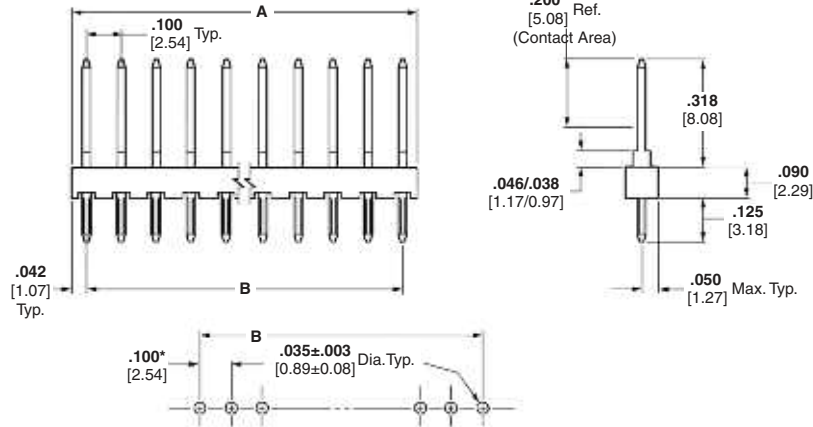 A
.100
[2.54] Typ.
.200
[5.08] Ref.
(Contact Area)
.318
[8.08]
.046/.038
[1.17/0.97]
.090
[2.29]
.125
[3.18]
.050
[1.27] Max. Typ.
.042
[1.07]
Typ.
B
B
.100*
[2.54]
.035±.003
[0.89±0.08] Dia.Typ.